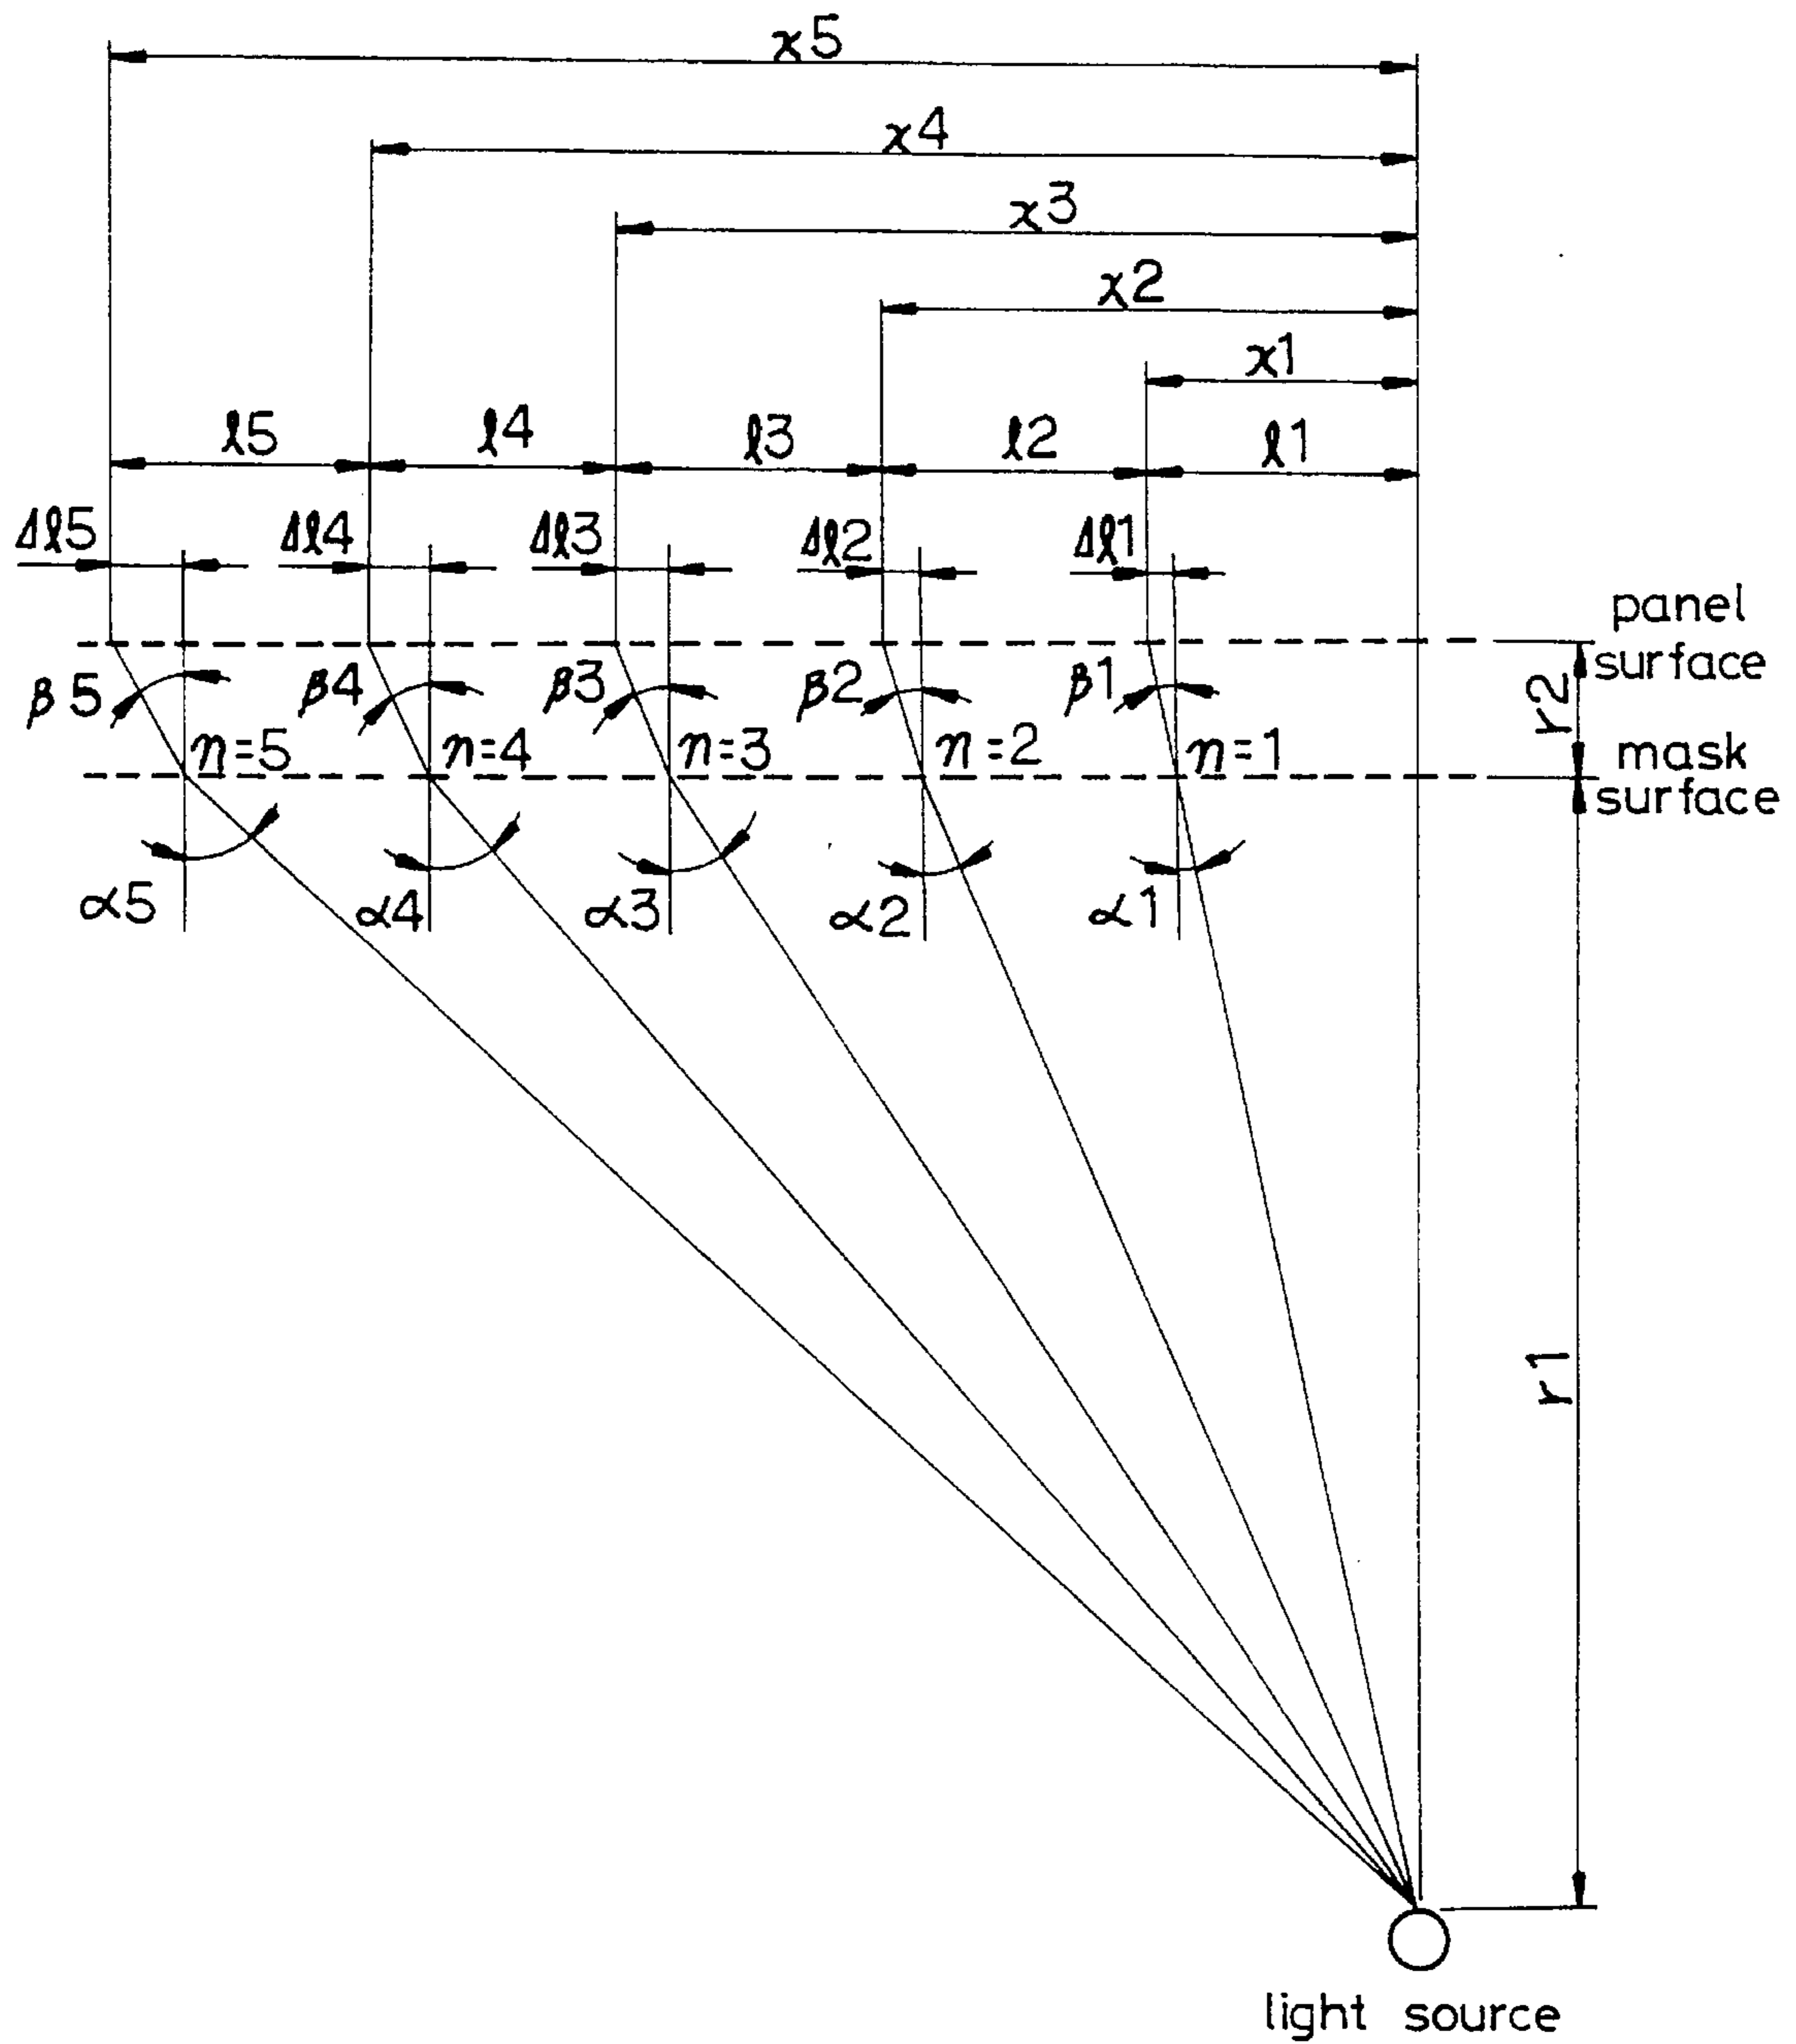 x5
x4
x3
x2
x1
ℓ5 ℓ4 ℓ3 ℓ2 ℓ1
Δℓ5 Δℓ4 Δℓ3 Δℓ2 Δℓ1
panel
surface
β5 β4 β3 β2 β1
r2
n=5 n=4 n=3 n=2 n=1
mask
surface
α5 α4 α3 α2 α1
r1
light source